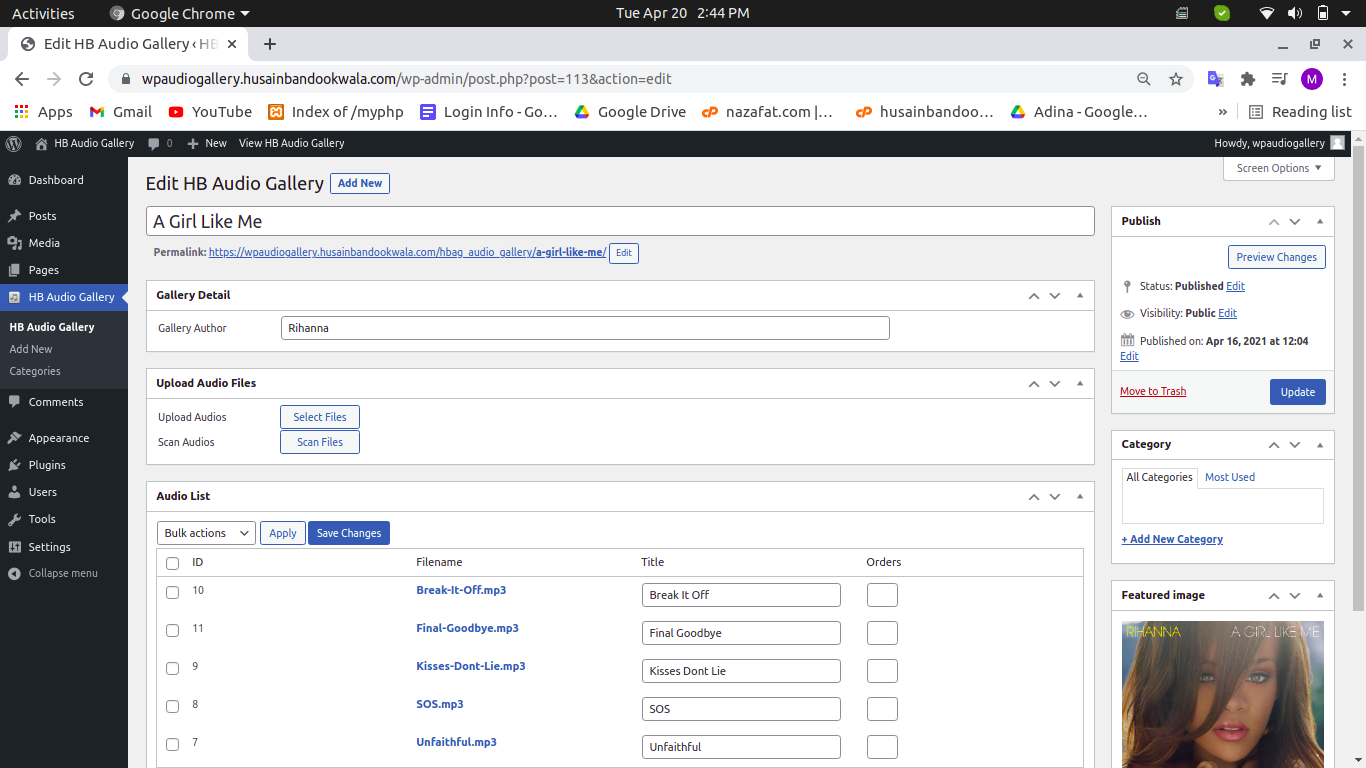 Activities Google Chrome Tue Apr 20 2:44 PM
Edit HB Audio Gallery ‹ HB
wpaudiogallery.husainbandookwala.com/wp-admin/post.php?post=113&action=edit M
Apps Gmail YouTube Index of /myphp Login Info - Go… Google Drive nazafat.com |… husainbandoo… Adina - Google… » Reading list
HB Audio Gallery 0 New View HB Audio Gallery Howdy, wpaudiogallery
Screen Options
Dashboard
Posts
Media
Pages
HB Audio Gallery
HB Audio Gallery
Add New
Categories
Comments
Appearance
Plugins
Users
Tools
Settings
Collapse menu
Edit HB Audio Gallery Add New
A Girl Like Me
Permalink: https://wpaudiogallery.husainbandookwala.com/hbag_audio_gallery/a-girl-like-me/ Edit
Gallery Detail
Gallery Author Rihanna
Upload Audio Files
Upload Audios Select Files
Scan Audios Scan Files
Audio List
Bulk actions Apply Save Changes
ID Filename Title Orders
10 Break-It-Off.mp3 Break It Off
11 Final-Goodbye.mp3 Final Goodbye
9 Kisses-Dont-Lie.mp3 Kisses Dont Lie
8 SOS.mp3 SOS
7 Unfaithful.mp3 Unfaithful
Publish
Preview Changes
Status: Published Edit
Visibility: Public Edit
Published on: Apr 16, 2021 at 12:04
Edit
Move to Trash Update
Category
All Categories Most Used
+ Add New Category
Featured image
RIHANNA A GIRL LIKE ME